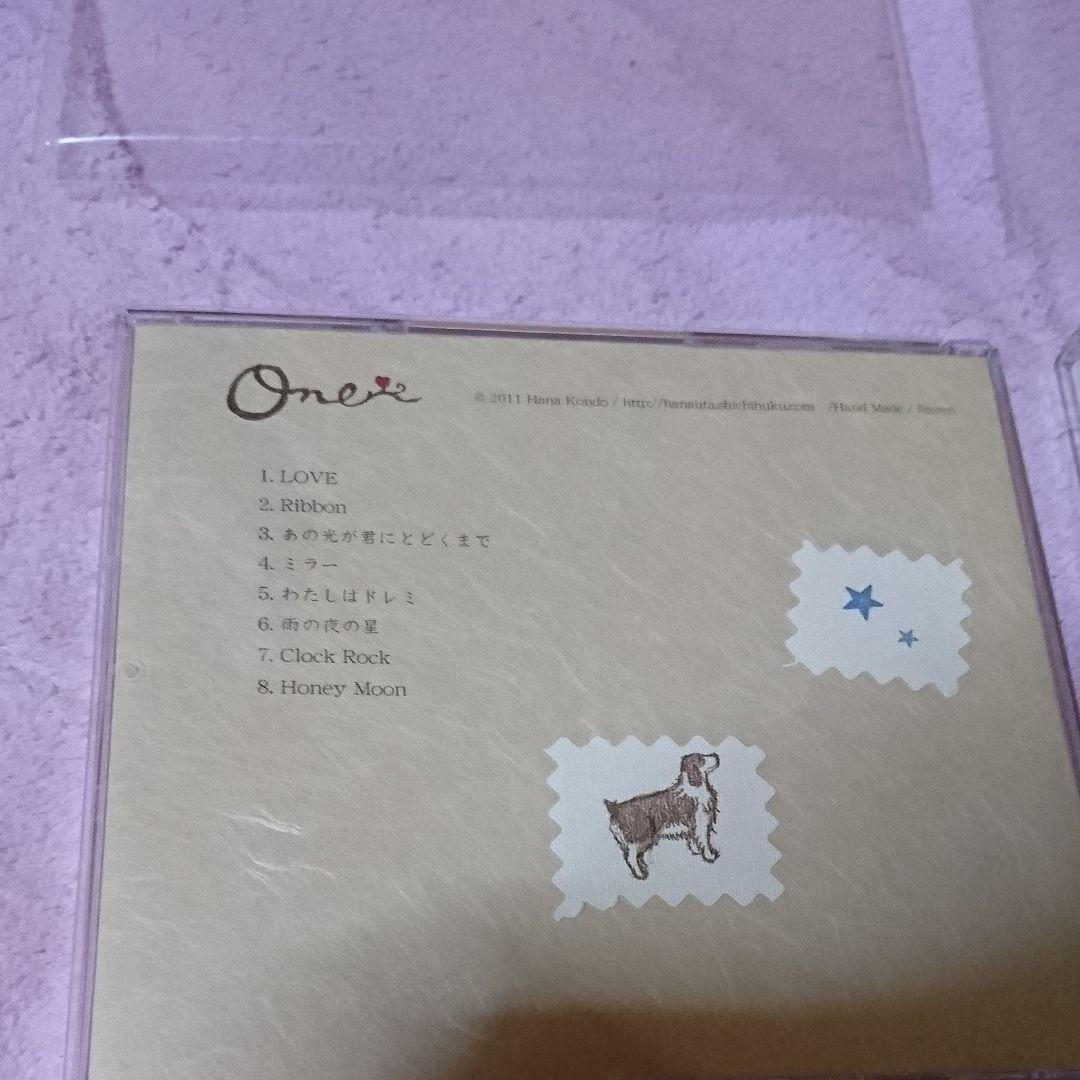 One
© 2011 Hana Kondo / http://hanautashichibuku.com /Hand Made / Stereo
1. LOVE
2. Ribbon
3. あの光が君にとどくまで
4. ミラー
5. わたしはドレミ
6. 雨の夜の星
7. Clock Rock
8. Honey Moon